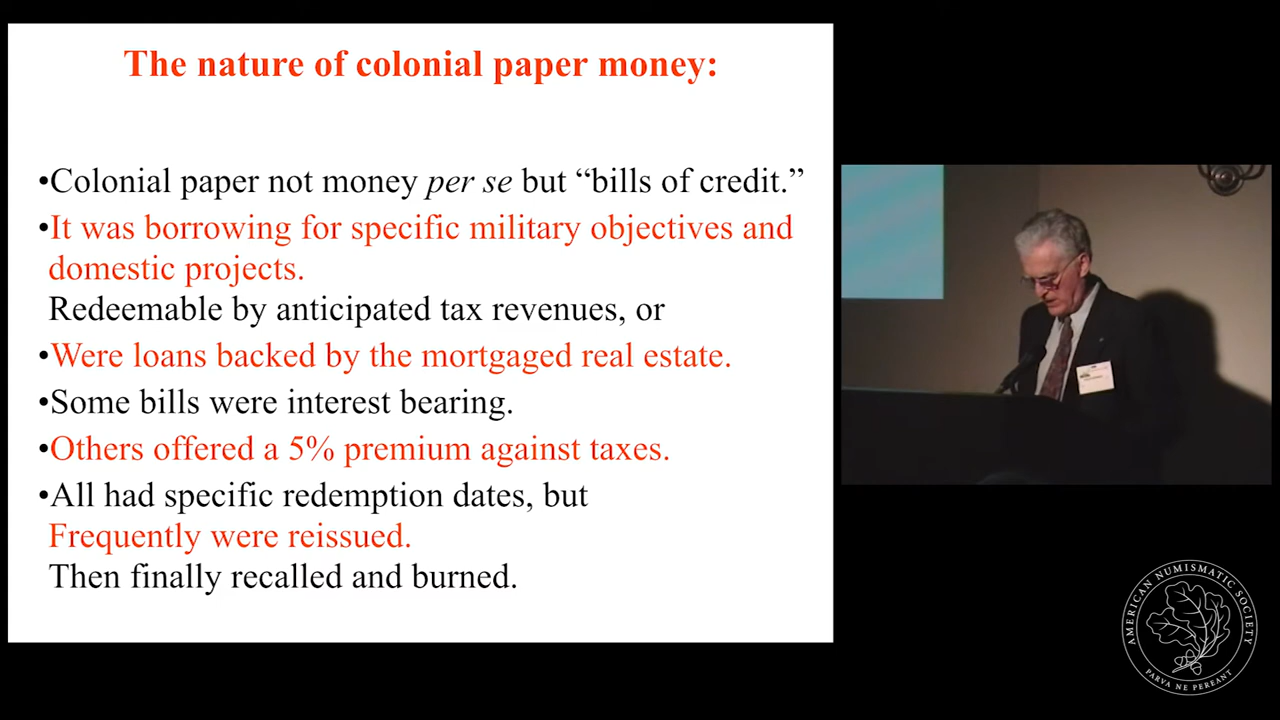 The nature of colonial paper money:
•Colonial paper not money per se but “bills of credit.”
•It was borrowing for specific military objectives and
domestic projects.
Redeemable by anticipated tax revenues, or
•Were loans backed by the mortgaged real estate.
•Some bills were interest bearing.
•Others offered a 5% premium against taxes.
•All had specific redemption dates, but
Frequently were reissued.
Then finally recalled and burned.
AMERICAN NUMISMATIC SOCIETY
PARVA NE PEREANT